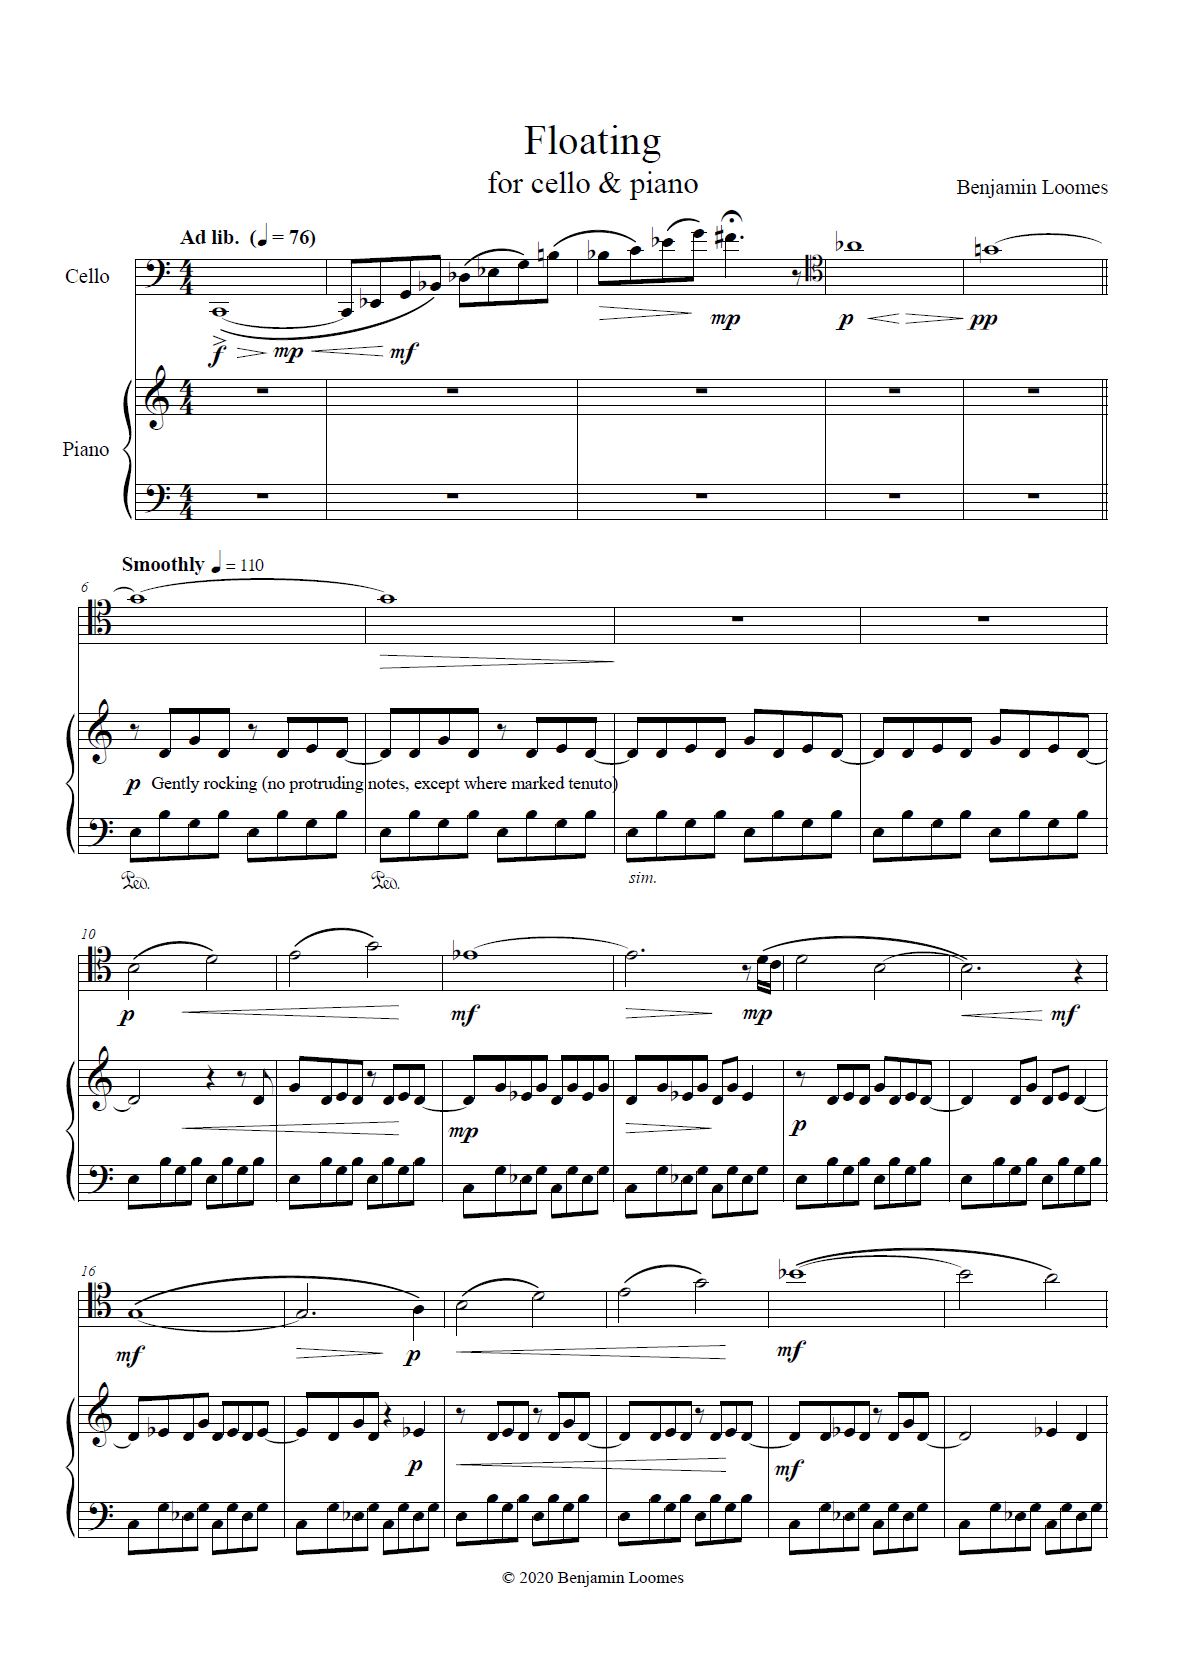 Floating
for cello & piano
Benjamin Loomes
Ad lib. (♩ = 76)
Cello
f mp mf mp p pp
Piano
Smoothly ♩ = 110
6
p Gently rocking (no protruding notes, except where marked tenuto)
Ped. Ped. sim.
10
p mf mp mf
mp p
16
mf p mf
p mf
© 2020 Benjamin Loomes